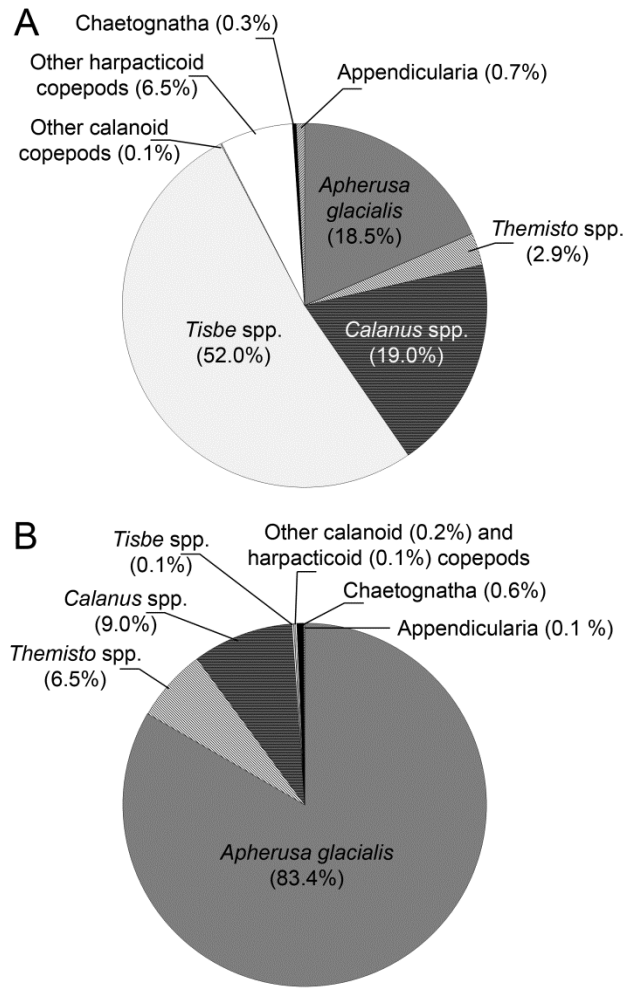 A
Chaetognatha (0.3%)
Other harpacticoid
copepods (6.5%)
Appendicularia (0.7%)
Other calanoid
copepods (0.1%)
Apherusa
glacialis
(18.5%)
Themisto spp.
(2.9%)
Tisbe spp.
(52.0%)
Calanus spp.
(19.0%)
B
Tisbe spp.
(0.1%)
Other calanoid (0.2%) and
harpacticoid (0.1%) copepods
Calanus spp.
(9.0%)
Chaetognatha (0.6%)
Appendicularia (0.1 %)
Themisto spp.
(6.5%)
Apherusa glacialis
(83.4%)